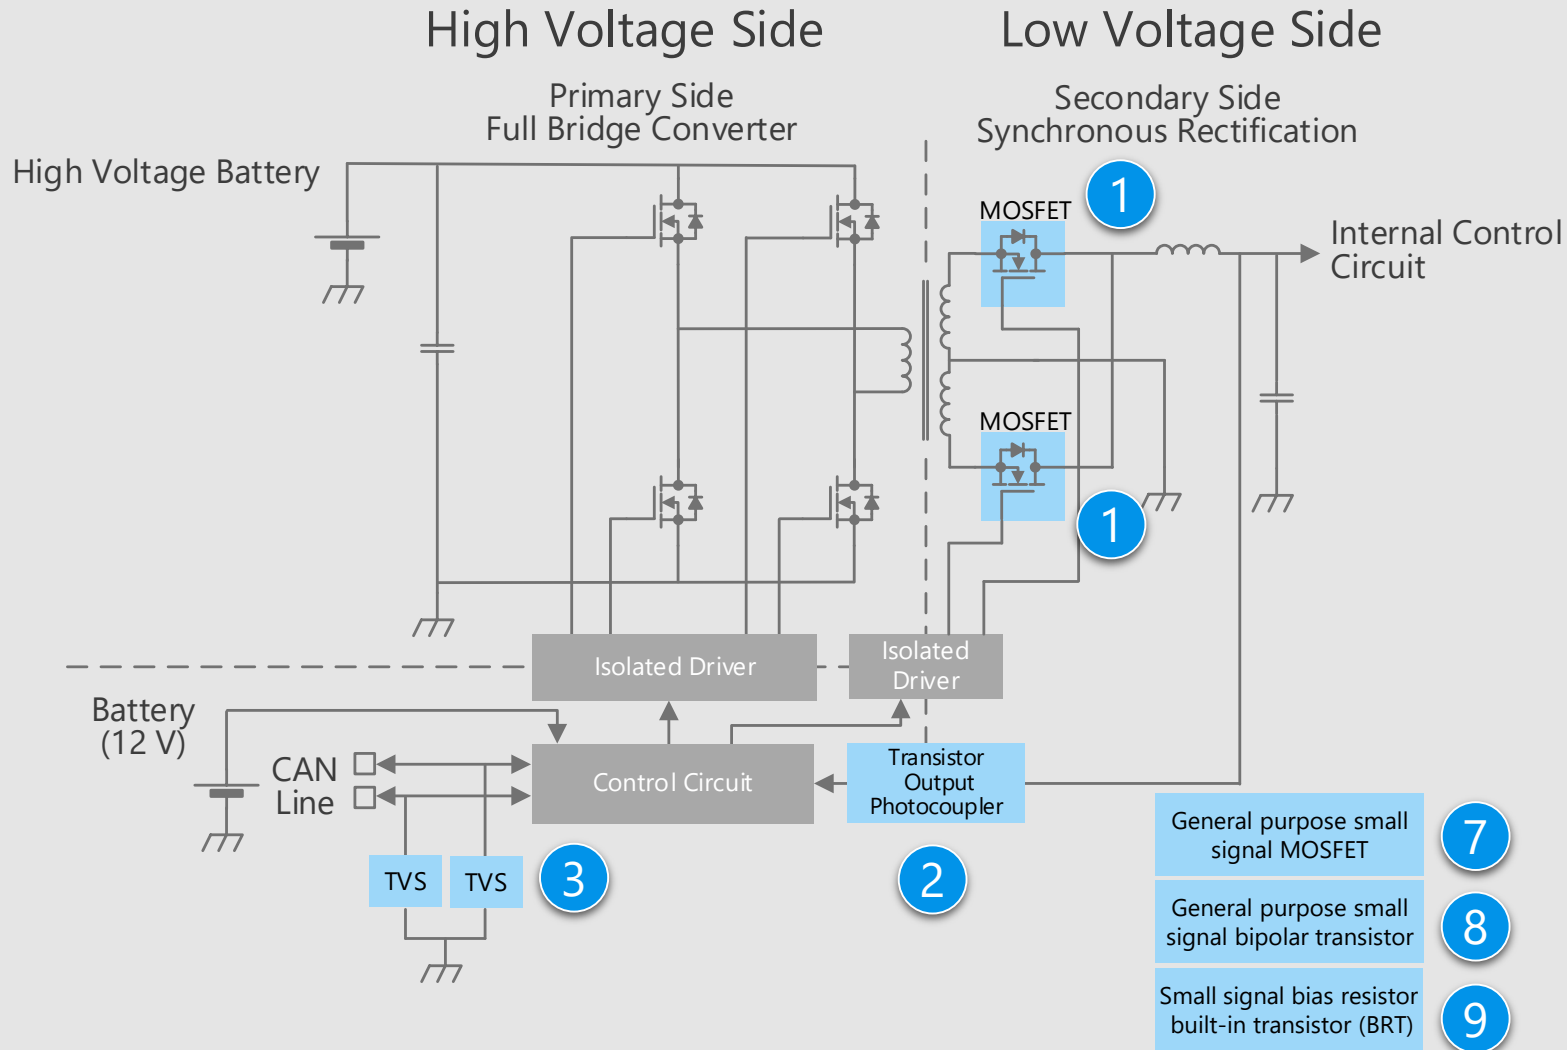 High Voltage Side
Low Voltage Side
Primary Side
Full Bridge Converter
Secondary Side
Synchronous Rectification
High Voltage Battery
1
MOSFET
Internal Control
Circuit
MOSFET
1
Isolated Driver
Isolated
Driver
Battery
(12 V)
CAN
Line
Control Circuit
Transistor
Output
Photocoupler
TVS
TVS
3
2
General purpose small
signal MOSFET
7
General purpose small
signal bipolar transistor
8
Small signal bias resistor
built-in transistor (BRT)
9